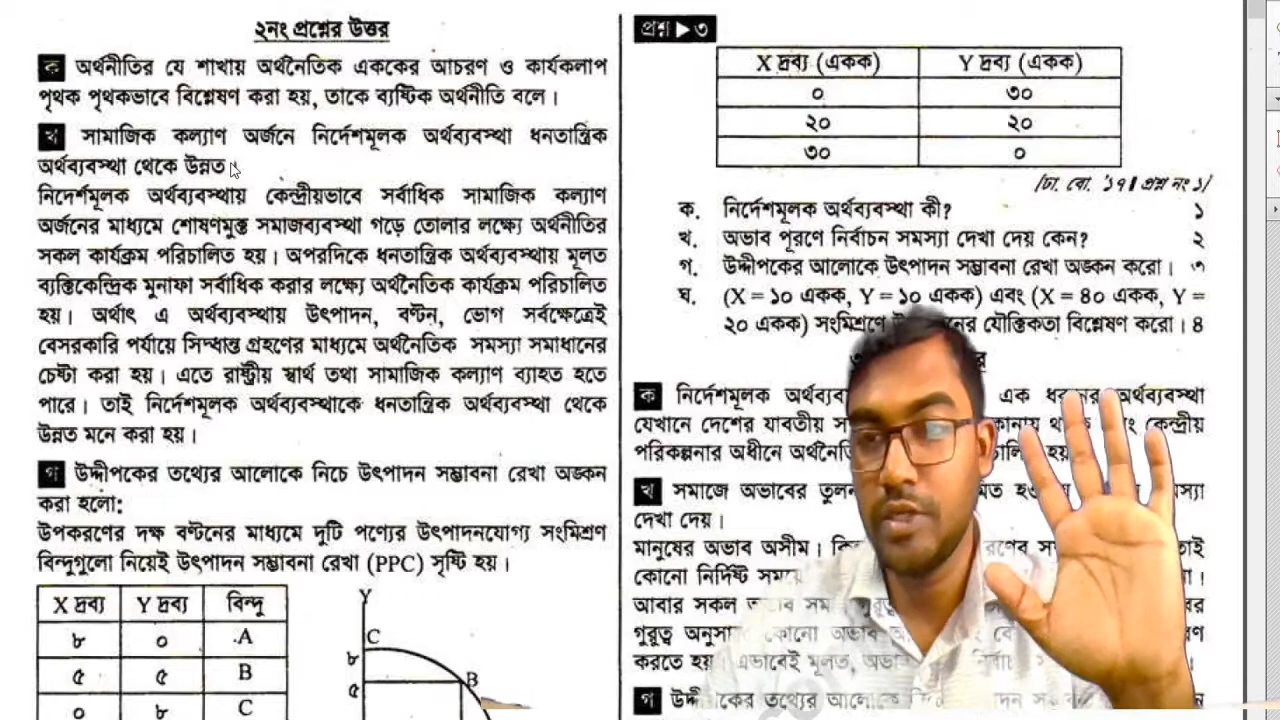 ২নং প্রশ্নের উত্তর
ক অর্থনীতির যে শাখায় অর্থনৈতিক এককের আচরণ ও কার্যকলাপ
পৃথক পৃথকভাবে বিশ্লেষণ করা হয়, তাকে ব্যষ্টিক অর্থনীতি বলে।
খ সামাজিক কল্যাণ অর্জনে নির্দেশমূলক অর্থব্যবস্থা ধনতান্ত্রিক
অর্থব্যবস্থা থেকে উন্নত।
নিদের্শমূলক অর্থব্যবস্থায় কেন্দ্রীয়ভাবে সর্বাধিক সামাজিক কল্যাণ
অর্জনের মাধ্যমে শোষণমুক্ত সমাজব্যবস্থা গড়ে তোলার লক্ষ্যে অর্থনীতির
সকল কার্যক্রম পরিচালিত হয়। অপরদিকে ধনতান্ত্রিক অর্থব্যবস্থায় মূলত
ব্যক্তিকেন্দ্রিক মুনাফা সর্বাধিক করার লক্ষ্যে অর্থনৈতিক কার্যক্রম পরিচালিত
হয়। অর্থাৎ এ অর্থব্যবস্থায় উৎপাদন, বণ্টন, ভোগ সর্বক্ষেত্রেই
বেসরকারি পর্যায়ে সিদ্ধান্ত গ্রহণের মাধ্যমে অর্থনৈতিক সমস্যা সমাধানের
চেষ্টা করা হয়। এতে রাষ্ট্রীয় স্বার্থ তথা সামাজিক কল্যাণ ব্যাহত হতে
পারে। তাই নির্দেশমূলক অর্থব্যবস্থাকে ধনতান্ত্রিক অর্থব্যবস্থা থেকে
উন্নত মনে করা হয়।
গ উদ্দীপকের তথ্যের আলোকে নিচে উৎপাদন সম্ভাবনা রেখা অঙ্কন
করা হলো:
উপকরণের দক্ষ বণ্টনের মাধ্যমে দুটি পণ্যের উৎপাদনযোগ্য সংমিশ্রণ
বিন্দুগুলো নিয়েই উৎপাদন সম্ভাবনা রেখা (PPC) সৃষ্টি হয়।
X দ্রব্য Y দ্রব্য বিন্দু
৮ ০ A
৫ ৫ B
০ ৮ C
Y
C
৮
B
৫
প্রশ্ন ▶ ৩
X দ্রব্য (একক) Y দ্রব্য (একক)
০ ৩০
২০ ২০
৩০ ০
[ঢা. বো. '১৭। প্রশ্ন নং ১]
ক. নির্দেশমূলক অর্থব্যবস্থা কী? ১
খ. অভাব পূরণে নির্বাচন সমস্যা দেখা দেয় কেন? ২
গ. উদ্দীপকের আলোকে উৎপাদন সম্ভাবনা রেখা অঙ্কন করো। ৩
ঘ. (X = ১০ একক, Y = ১০ একক) এবং (X = ৪০ একক, Y =
২০ একক) সংমিশ্রণে যৌক্তিকতা বিশ্লেষণ করো। ৪
ক নির্দেশমূলক এক অর্থব্যবস্থা
যেখানে দেশের যাবতীয় কেন্দ্রীয়
পরিকল্পনার অধীনে হয়
খ সমাজে অভাবের
দেখা দেয়।
মানুষের অভাব অসীম। তাই
কোনো নির্দিষ্ট
আবার সকল
গুরুত্ব কোনো অভাব
করতে হয়। এভাবেই মূলত,
গ তথ্যের আলোকে